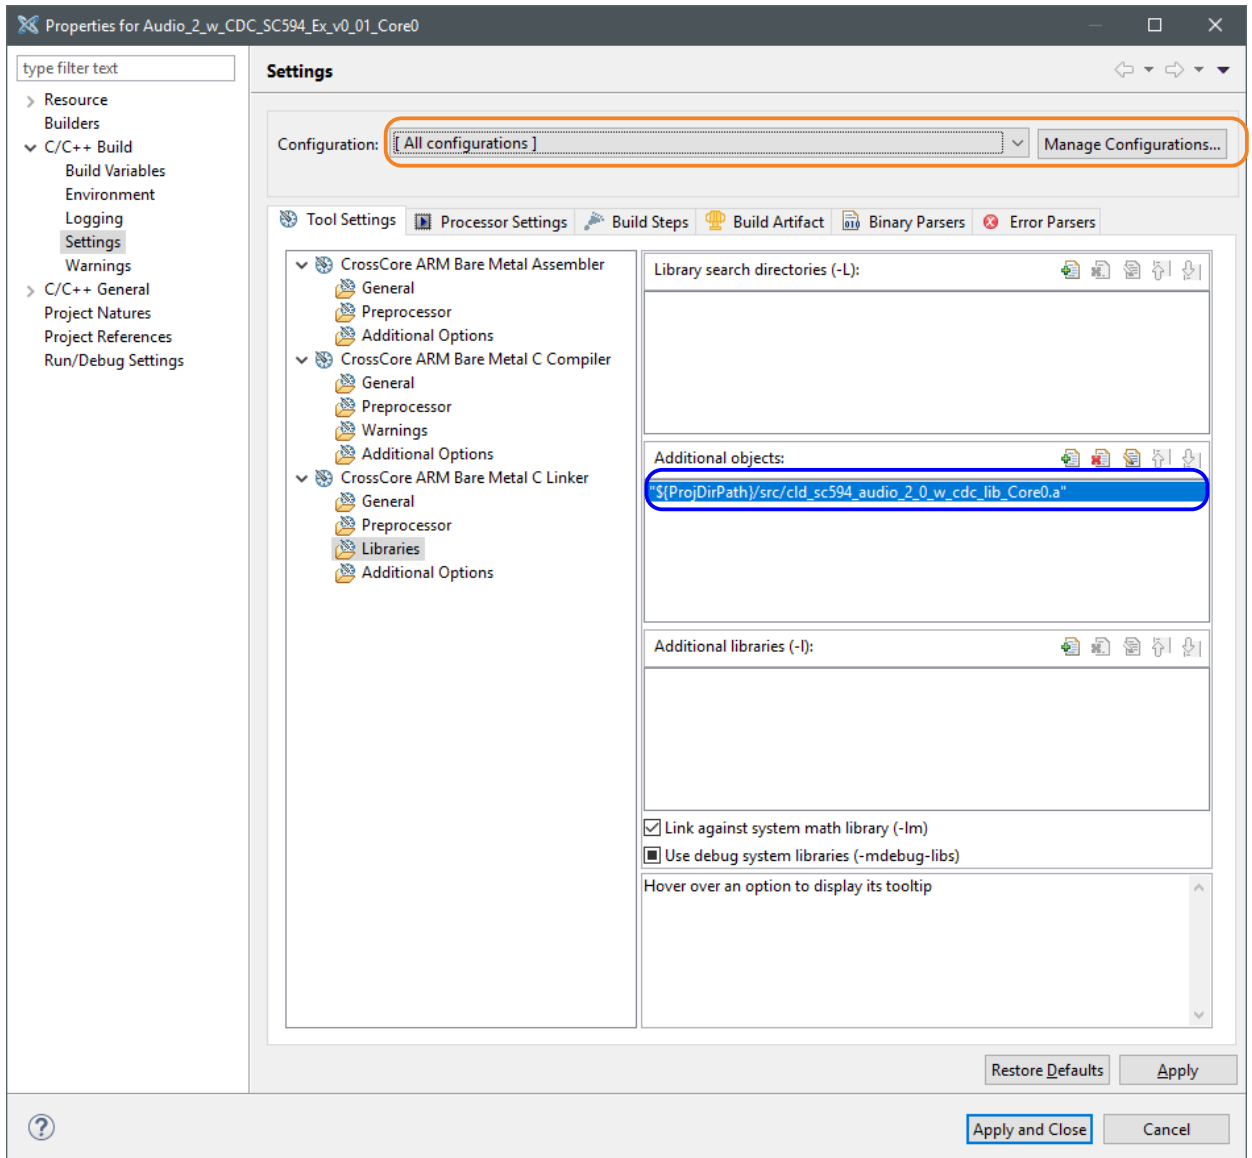 Properties for Audio_2_w_CDC_SC594_Ex_v0_01_Core0
type filter text
Resource
Builders
C/C++ Build
Build Variables
Environment
Logging
Settings
Warnings
C/C++ General
Project Natures
Project References
Run/Debug Settings
Settings
Configuration: [ All configurations ] Manage Configurations...
Tool Settings Processor Settings Build Steps Build Artifact Binary Parsers Error Parsers
CrossCore ARM Bare Metal Assembler
General
Preprocessor
Additional Options
CrossCore ARM Bare Metal C Compiler
General
Preprocessor
Warnings
Additional Options
CrossCore ARM Bare Metal C Linker
General
Preprocessor
Libraries
Additional Options
Library search directories (-L):
Additional objects:
"${ProjDirPath}/src/cld_sc594_audio_2_0_w_cdc_lib_Core0.a"
Additional libraries (-l):
Link against system math library (-lm)
Use debug system libraries (-mdebug-libs)
Hover over an option to display its tooltip
Restore Defaults Apply
Apply and Close Cancel